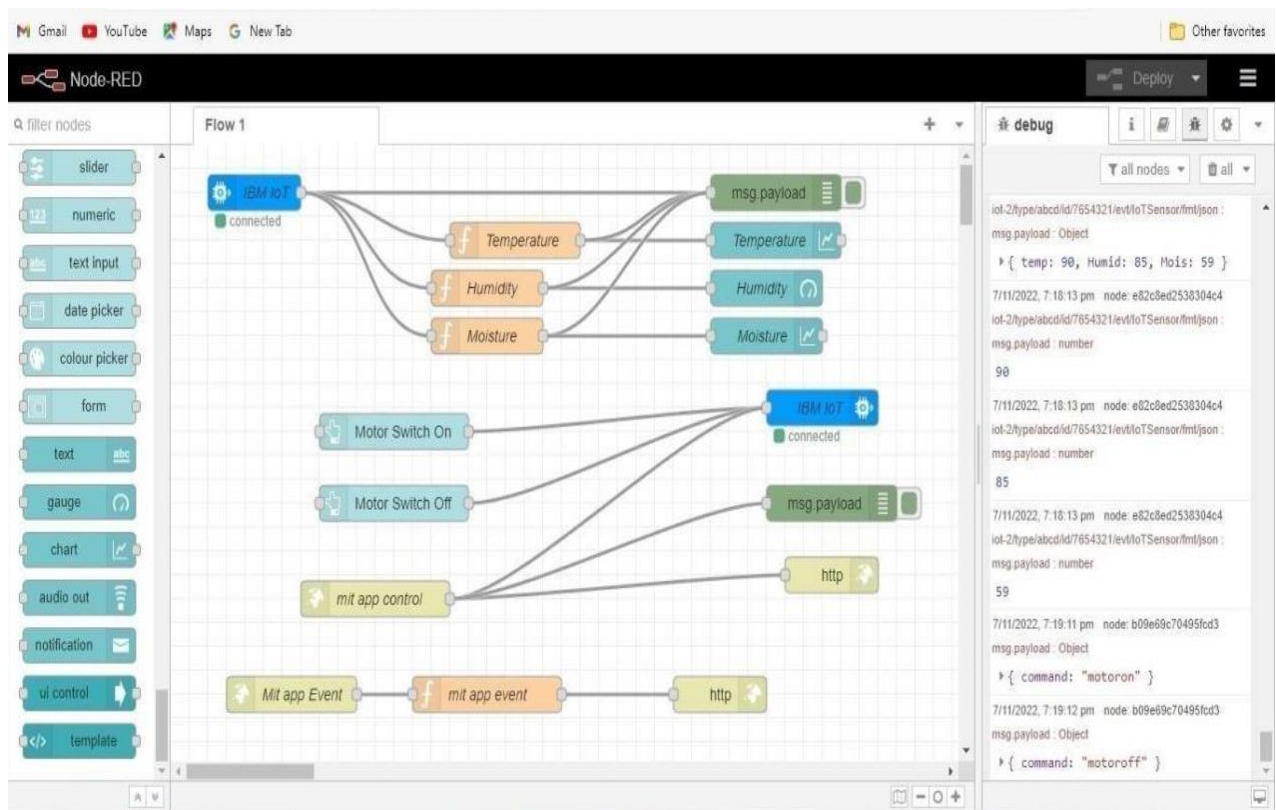 Gmail YouTube Maps New Tab Other favorites
Node-RED Deploy
filter nodes
slider
numeric
text input
date picker
colour picker
form
text
gauge
chart
audio out
notification
ui control
template
Flow 1
IBM IoT
connected
Temperature
Humidity
Moisture
msg.payload
Temperature
Humidity
Moisture
Motor Switch On
Motor Switch Off
mit app control
IBM IoT
connected
msg.payload
http
Mit app Event
mit app event
http
debug
all nodes all
iot-2/type/abcd/id/7654321/evt/IoTSensor/fmt/json :
msg.payload : Object
{ temp: 90, Humid: 85, Mois: 59 }
7/11/2022, 7:18:13 pm node: e82c8ed2538304c4
iot-2/type/abcd/id/7654321/evt/IoTSensor/fmt/json :
msg.payload : number
90
7/11/2022, 7:18:13 pm node: e82c8ed2538304c4
iot-2/type/abcd/id/7654321/evt/IoTSensor/fmt/json :
msg.payload : number
85
7/11/2022, 7:18:13 pm node: e82c8ed2538304c4
iot-2/type/abcd/id/7654321/evt/IoTSensor/fmt/json :
msg.payload : number
59
7/11/2022, 7:19:11 pm node: b09e69c70495fcd3
msg.payload : Object
{ command: "motoron" }
7/11/2022, 7:19:12 pm node: b09e69c70495fcd3
msg.payload : Object
{ command: "motoroff" }